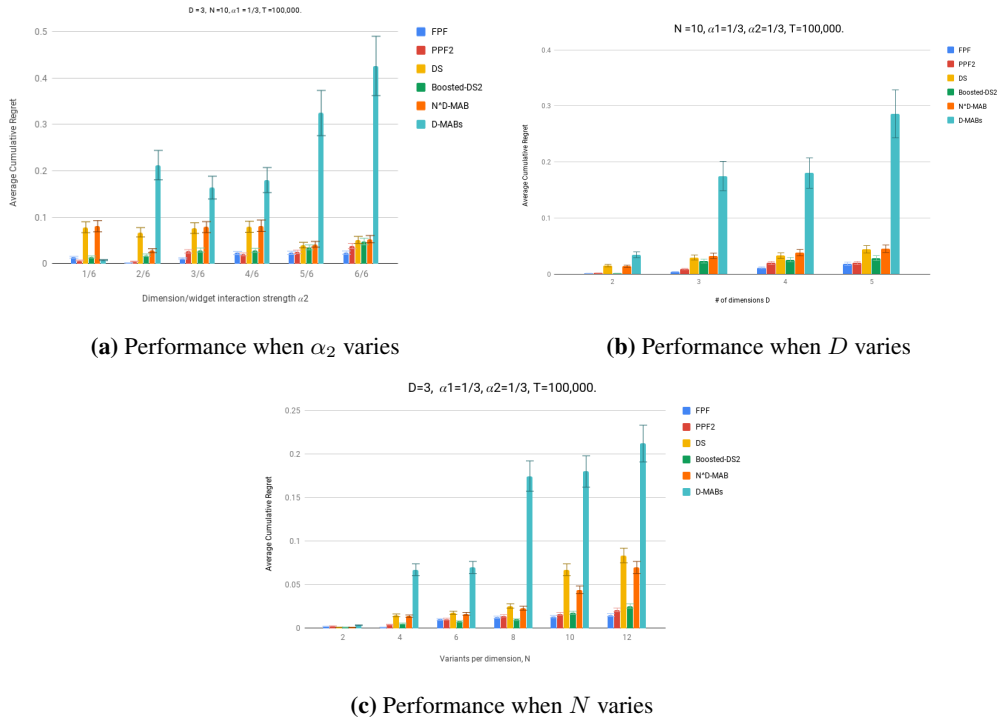 D =3, N =10, α1 = 1/3, T=100,000.
0.5
0.4
0.3
0.2
0.1
0
Average Cumulative Regret
1/6 2/6 3/6 4/6 5/6 6/6
Dimension/widget interaction strength α2
FPF
PPF2
DS
Boosted-DS2
N^D-MAB
D-MABs
(a) Performance when α2 varies
N =10, α1=1/3, α2=1/3, T=100,000.
0.4
0.3
0.2
0.1
0
Average Cumulative Regret
2 3 4 5
# of dimensions D
FPF
PPF2
DS
Boosted-DS2
N^D-MAB
D-MABs
(b) Performance when D varies
D=3, α1=1/3, α2=1/3, T=100,000.
0.25
0.2
0.15
0.1
0.05
0
Average Cumulative Regret
2 4 6 8 10 12
Variants per dimension, N
FPF
PPF2
DS
Boosted-DS2
N^D-MAB
D-MABs
(c) Performance when N varies